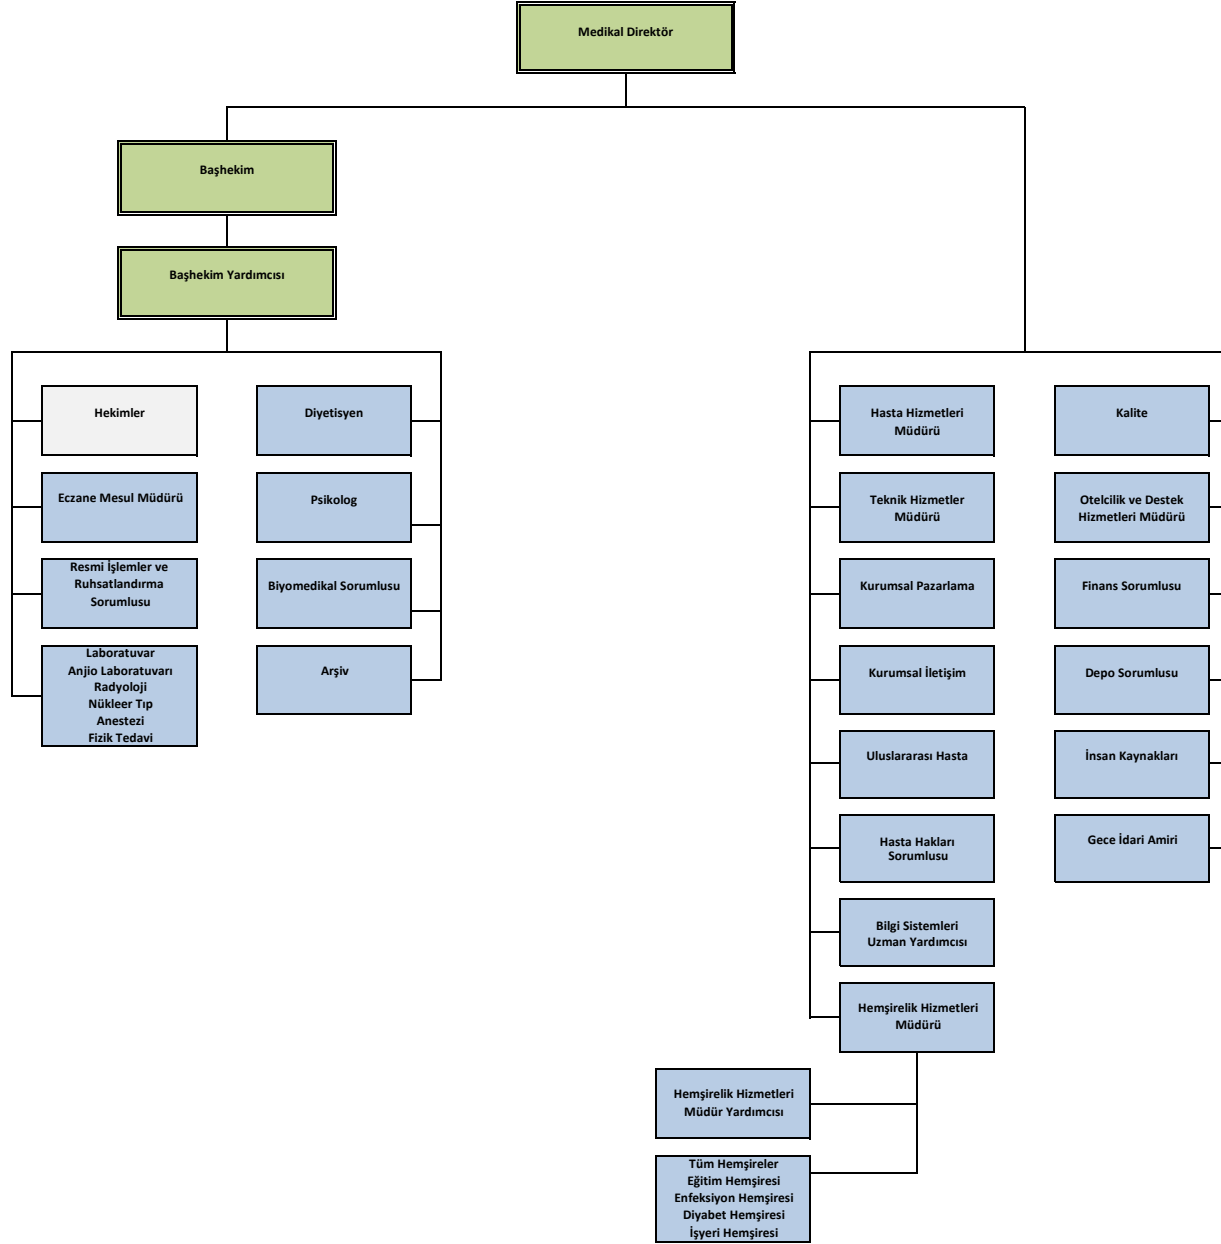 Medikal Direktör
Başhekim
Başhekim Yardımcısı
Hekimler
Diyetisyen
Eczane Mesul Müdürü
Psikolog
Resmi İşlemler ve
Ruhsatlandırma
Sorumlusu
Biyomedikal Sorumlusu
Laboratuvar
Anjio Laboratuvarı
Radyoloji
Nükleer Tıp
Anestezi
Fizik Tedavi
Arşiv
Hasta Hizmetleri
Müdürü
Kalite
Teknik Hizmetler
Müdürü
Otelcilik ve Destek
Hizmetleri Müdürü
Kurumsal Pazarlama
Finans Sorumlusu
Kurumsal İletişim
Depo Sorumlusu
Uluslararası Hasta
İnsan Kaynakları
Hasta Hakları
Sorumlusu
Gece İdari Amiri
Bilgi Sistemleri
Uzman Yardımcısı
Hemşirelik Hizmetleri
Müdürü
Hemşirelik Hizmetleri
Müdür Yardımcısı
Tüm Hemşireler
Eğitim Hemşiresi
Enfeksiyon Hemşiresi
Diyabet Hemşiresi
İşyeri Hemşiresi